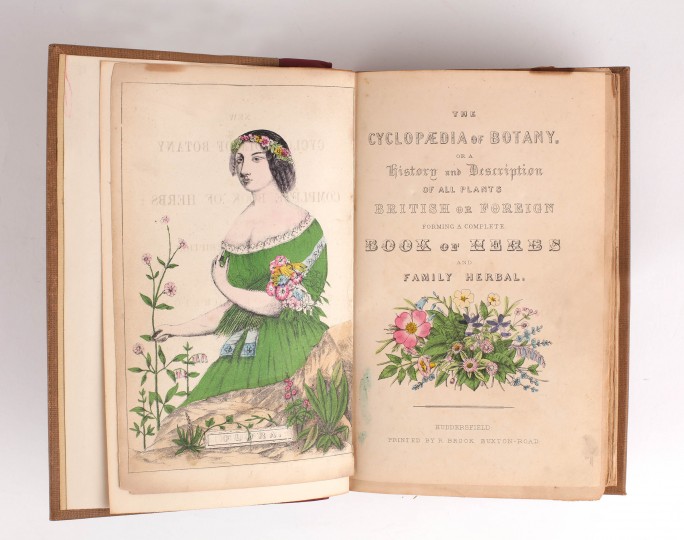 FLORA.
THE
CYCLOPÆDIA OF BOTANY,
OR A
History and Description
OF ALL PLANTS
BRITISH OR FOREIGN
FORMING A COMPLETE
BOOK OF HERBS
AND
FAMILY HERBAL.
HUDDERSFIELD:
PRINTED BY R. BROOK, BUXTON-ROAD.